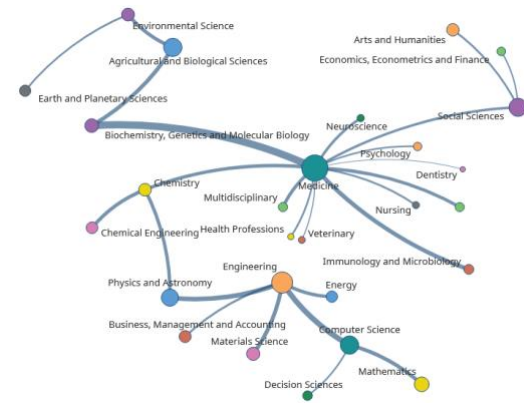 Environmental Science
Arts and Humanities
Agricultural and Biological Sciences
Economics, Econometrics and Finance
Earth and Planetary Sciences
Social Sciences
Neuroscience
Biochemistry, Genetics and Molecular Biology
Psychology
Dentistry
Chemistry
Medicine
Multidisciplinary
Nursing
Chemical Engineering
Health Professions
Veterinary
Immunology and Microbiology
Engineering
Physics and Astronomy
Energy
Business, Management and Accounting
Computer Science
Materials Science
Mathematics
Decision Sciences